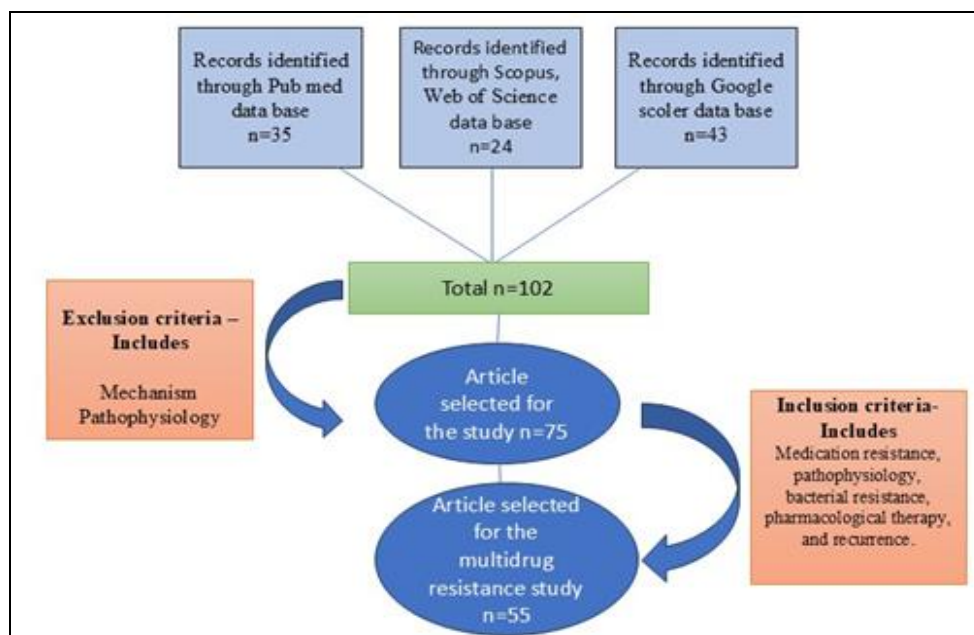 Records identified
through Pub med
data base
n=35
Records identified
through Scopus,
Web of Science
data base
n=24
Records identified
through Google
scoler data base
n=43
Total n=102
Exclusion criteria –
Includes
Mechanism
Pathophysiology
Article
selected for
the study n=75
Inclusion criteria-
Includes
Medication resistance,
pathophysiology,
bacterial resistance,
pharmacological therapy,
and recurrence.
Article selected
for the
multidrug
resistance study
n=55